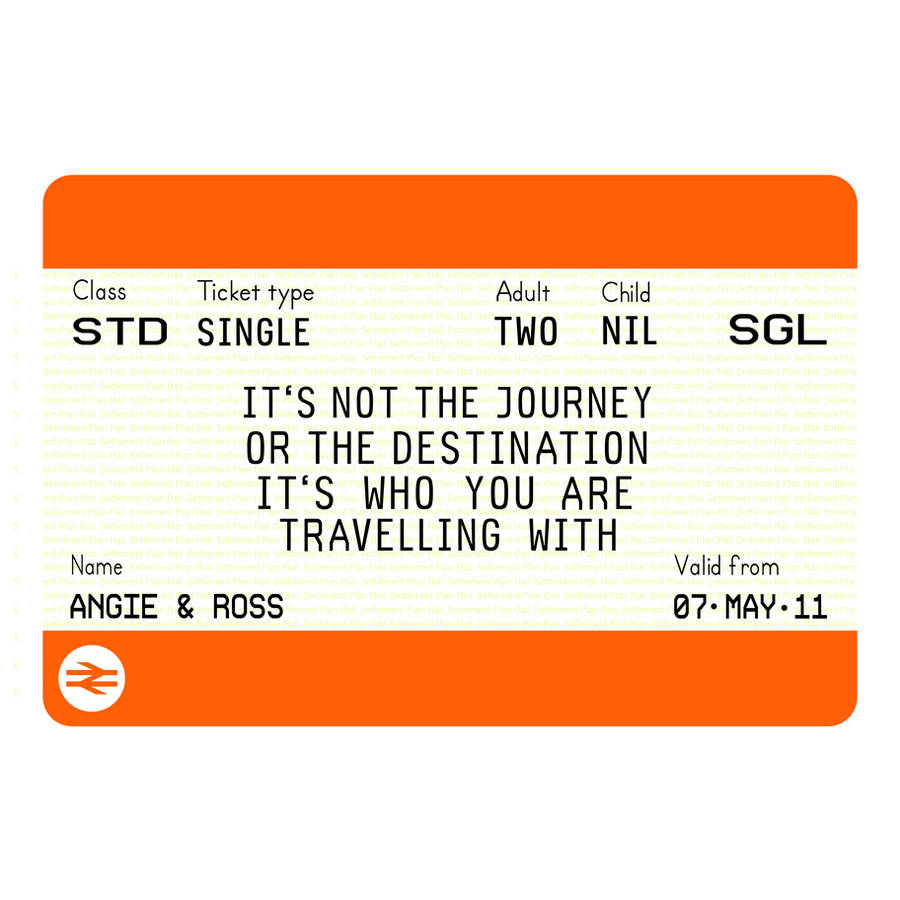 Class Ticket type Adult Child
STD SINGLE TWO NIL SGL
IT‘S NOT THE JOURNEY
OR THE DESTINATION
IT‘S WHO YOU ARE
TRAVELLING WITH
Name Valid from
ANGIE & ROSS 07·MAY·11